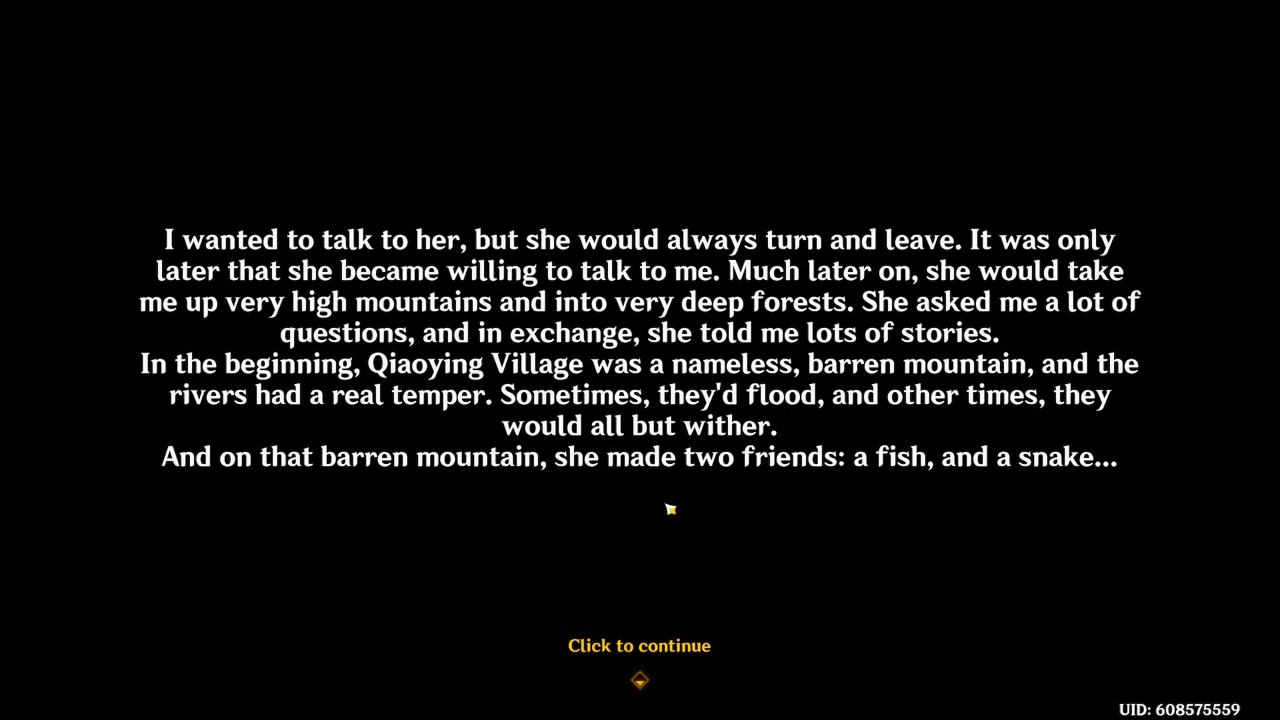 I wanted to talk to her, but she would always turn and leave. It was only
later that she became willing to talk to me. Much later on, she would take
me up very high mountains and into very deep forests. She asked me a lot of
questions, and in exchange, she told me lots of stories.
In the beginning, Qiaoying Village was a nameless, barren mountain, and the
rivers had a real temper. Sometimes, they'd flood, and other times, they
would all but wither.
And on that barren mountain, she made two friends: a fish, and a snake...
Click to continue
UID: 608575559